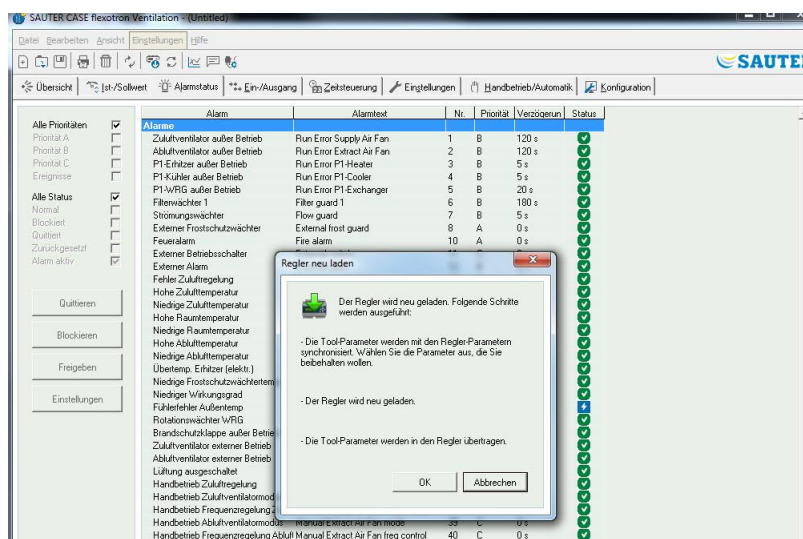 SAUTER CASE flexotron Ventilation - (Untitled)
Datei Bearbeiten Ansicht Einstellungen Hilfe
SAUTER
Übersicht Ist-/Sollwert Alarmstatus Ein-/Ausgang Zeitsteuerung Einstellungen Handbetrieb/Automatik Konfiguration
Alle Prioritäten
Priorität A
Priorität B
Priorität C
Ereignisse
Alle Status
Normal
Blockiert
Quittiert
Zurückgesetzt
Alarm aktiv
Quittieren
Blockieren
Freigeben
Einstellungen
Alarm Alarmtext Nr. Priorität Verzögerun Status
Alarme
Zuluftventilator außer Betrieb Run Error Supply Air Fan 1 B 120 s
Abluftventilator außer Betrieb Run Error Extract Air Fan 2 B 120 s
P1-Erhitzer außer Betrieb Run Error P1-Heater 3 B 5 s
P1-Kühler außer Betrieb Run Error P1-Cooler 4 B 5 s
P1-WRG außer Betrieb Run Error P1-Exchanger 5 B 20 s
Filterwächter 1 Filter guard 1 6 B 180 s
Strömungswächter Flow guard 7 B 5 s
Externer Frostschutzwächter External frost guard 8 A 0 s
Feueralarm Fire alarm 10 A 0 s
Externer Betriebsschalter
Externer Alarm
Fehler Zuluftregelung
Hohe Zulufttemperatur
Niedrige Zulufttemperatur
Hohe Raumtemperatur
Niedrige Raumtemperatur
Hohe Ablufttemperatur
Niedrige Ablufttemperatur
Übertemp. Erhitzer (elektr.)
Niedrige Frostschutzwächtertem
Niedriger Wirkungsgrad
Fühlerfehler Außentemp
Rotationswächter WRG
Brandschutzklappe außer Betrie
Zuluftventilator externer Betrieb
Abluftventilator externer Betrieb
Lüftung ausgeschaltet
Handbetrieb Zuluftregelung
Handbetrieb Zuluftventilatormod
Handbetrieb Frequenzregelung Z
Handbetrieb Abluftventilatormodus Manual Extract Air Fan mode 39 C 0 s
Handbetrieb Frequenzregelung Abluft Manual Extract Air Fan freq control 40 C 0 s
Regler neu laden
Der Regler wird neu geladen. Folgende Schritte
werden ausgeführt:
- Die Tool-Parameter werden mit den Regler-Parametern
synchronisiert. Wählen Sie die Parameter aus, die Sie
beibehalten wollen.
- Der Regler wird neu geladen.
- Die Tool-Parameter werden in den Regler übertragen.
OK Abbrechen